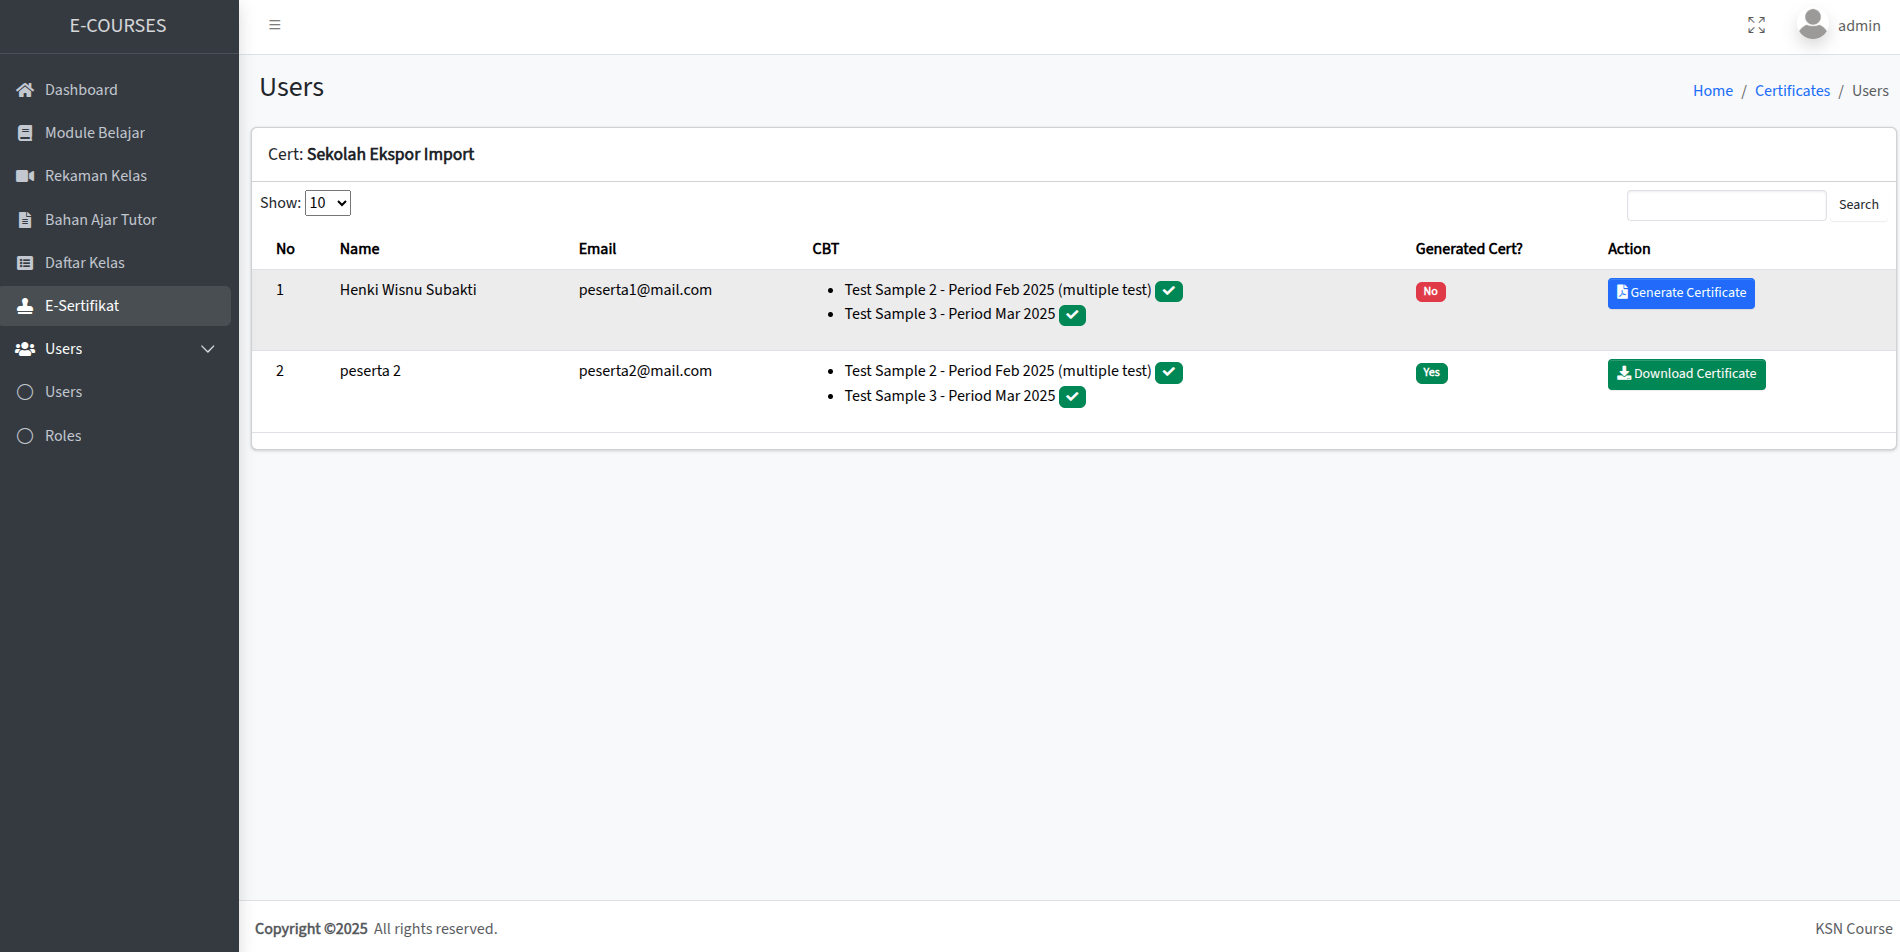 E-COURSES
admin
Dashboard
Module Belajar
Rekaman Kelas
Bahan Ajar Tutor
Daftar Kelas
E-Sertifikat
Users
Users
Roles
Users
Home / Certificates / Users
Cert: Sekolah Ekspor Import
Show: 10
Search
No Name Email CBT Generated Cert? Action
1 Henki Wisnu Subakti peserta1@mail.com • Test Sample 2 - Period Feb 2025 (multiple test) No Generate Certificate
• Test Sample 3 - Period Mar 2025
2 peserta 2 peserta2@mail.com • Test Sample 2 - Period Feb 2025 (multiple test) Yes Download Certificate
• Test Sample 3 - Period Mar 2025
Copyright ©2025 All rights reserved.
KSN Course